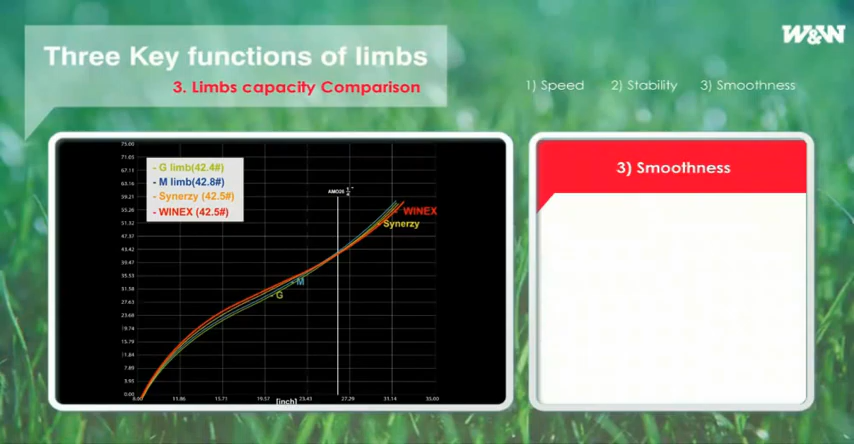 W&W
Three Key functions of limbs
3. Limbs capacity Comparison
1) Speed 2) Stability 3) Smoothness
3) Smoothness
- G limb(42.4#)
- M limb(42.8#)
- Synerzy (42.5#)
- WINEX (42.5#)
75.00
71.05
67.11
63.16
59.21
55.26
51.32
47.37
43.42
39.47
35.53
31.58
27.63
23.68
19.74
15.79
11.84
7.89
3.95
0.00
WINEX
Synerzy
M
G
8.00 11.86 15.71 19.57 23.43 27.29 31.14 35.00
[inch]